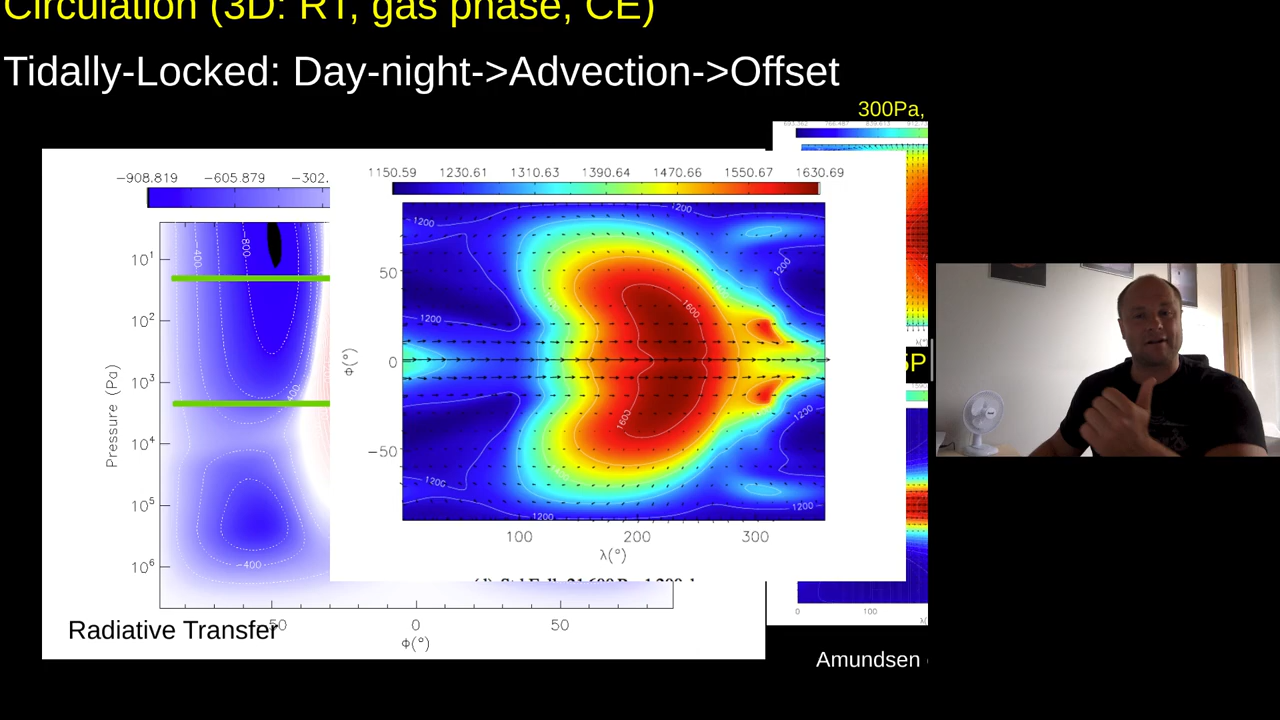 Circulation (3D: RT, gas phase, CE)
Tidally-Locked: Day-night->Advection->Offset
300Pa,
−908.819 −605.879 −302.
1150.59 1230.61 1310.63 1390.64 1470.66 1550.67 1630.69
10¹
10²
10³
10⁴
10⁵
10⁶
Pressure (Pa)
−400
800
400
−400
50
0
−50
Φ(°)
1200
1200
1200
1200
1600
1600
1200
1200
1200
1200
100 200 300
λ(°)
5P
0 100
Radiative Transfer
50 0 50
Φ(°)
Amundsen